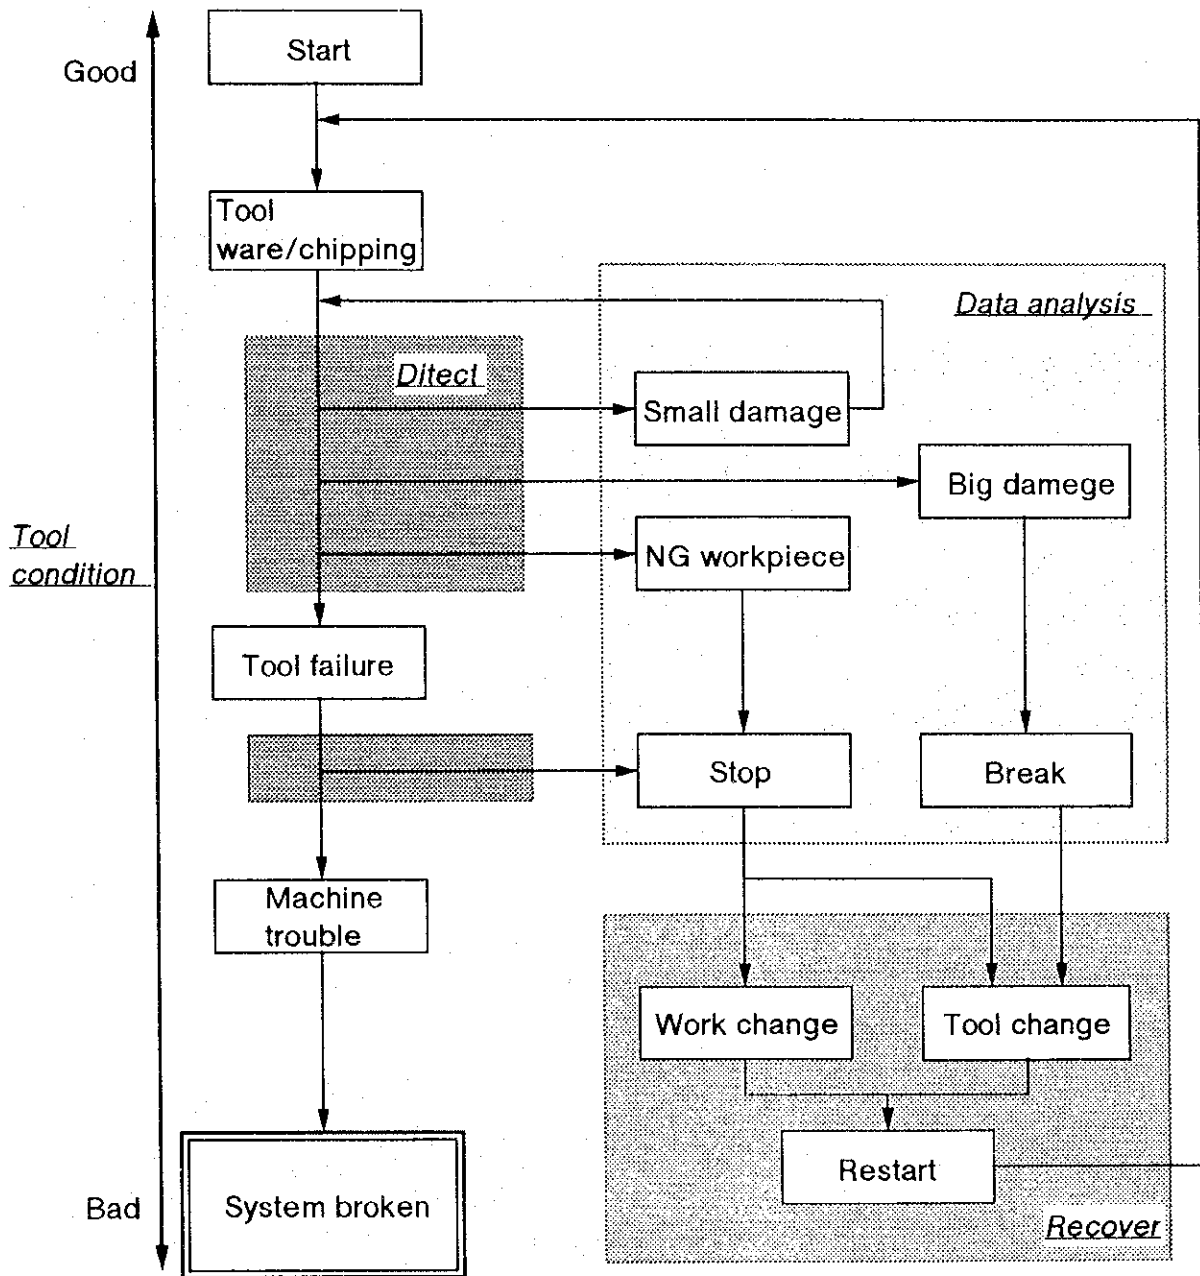 Start
Good
Tool
ware/chipping
Data analysis
Ditect
Small damage
Big damege
Tool
condition
NG workpiece
Tool failure
Stop
Break
Machine
trouble
Work change
Tool change
Restart
Bad
System broken
Recover